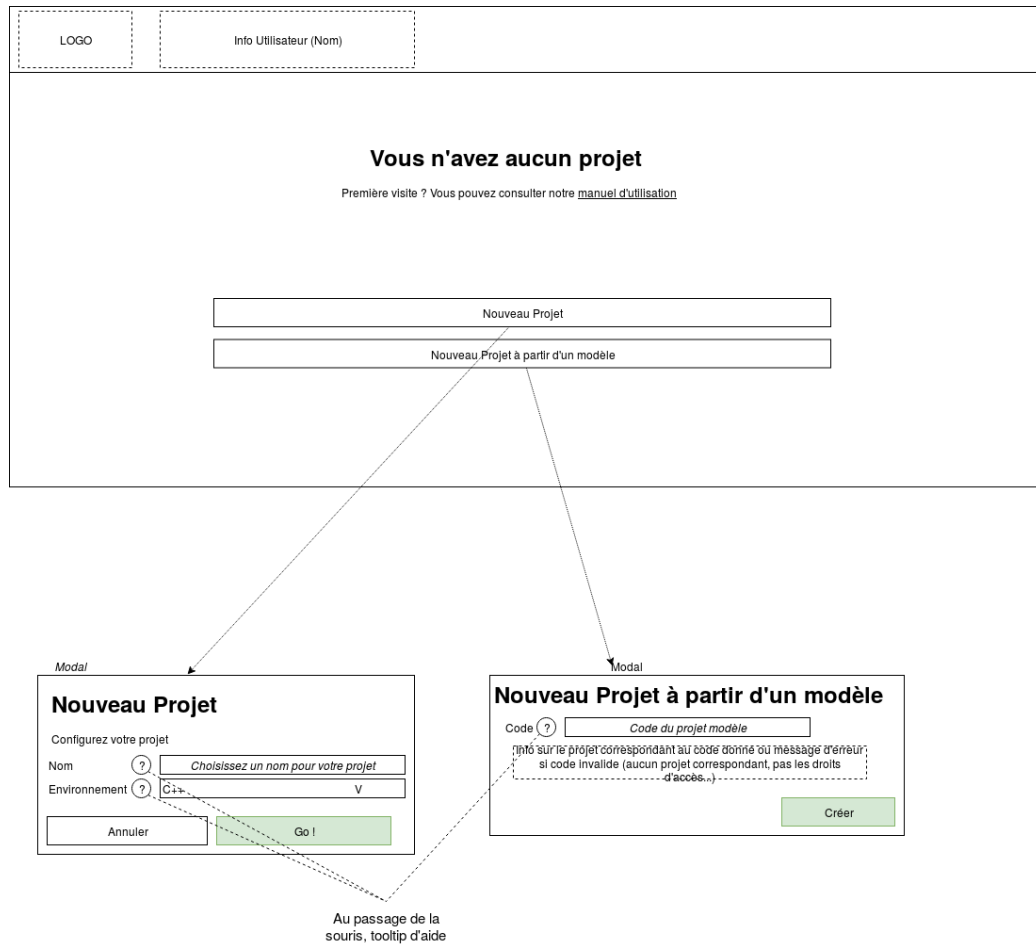 LOGO
Info Utilisateur (Nom)
Vous n'avez aucun projet
Première visite ? Vous pouvez consulter notre manuel d'utilisation
Nouveau Projet
Nouveau Projet à partir d'un modèle
Modal
Nouveau Projet
Configurez votre projet
Nom ? Choisissez un nom pour votre projet
Environnement ? C++ V
Annuler Go !
Modal
Nouveau Projet à partir d'un modèle
Code ? Code du projet modèle
Info sur le projet correspondant au code donné ou message d'erreur
si code invalide (aucun projet correspondant, pas les droits
d'accès...)
Créer
Au passage de la
souris, tooltip d'aide